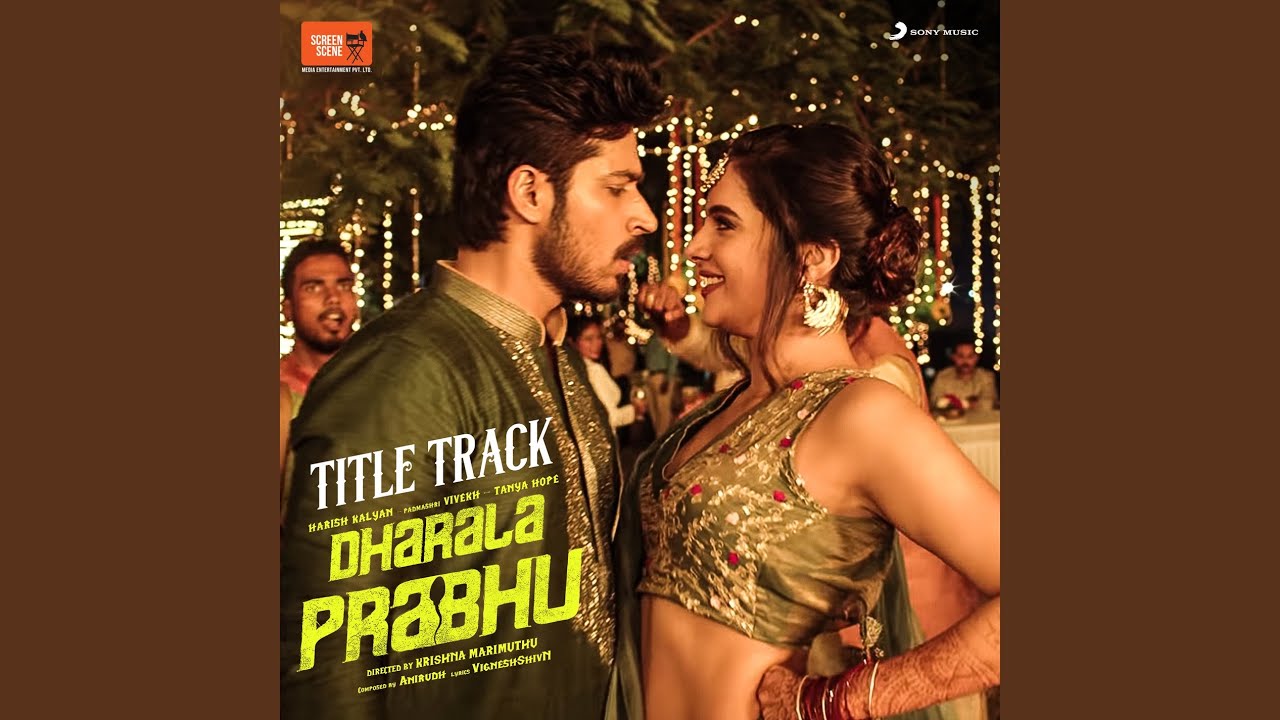 SCREEN
SCENE
MEDIA ENTERTAINMENT PVT. LTD.
SONY MUSIC
TITLE TRACK
HARISH KALYAN - PADMASHRI VIVEKH - TANYA HOPE
DHARALA
PRABHU
DIRECTED BY KRISHNA MARIMUTHU
COMPOSED BY ANIRUDH LYRICS VIGNESHSHIVN